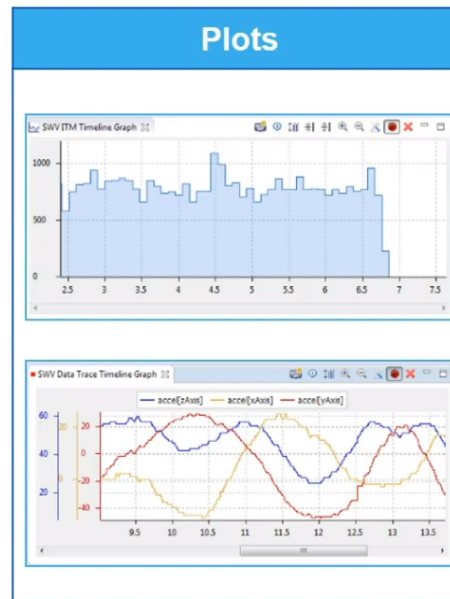 Plots
SWV ITM Timeline Graph
1000
500
0
2.5 3 3.5 4 4.5 5 5.5 6 6.5 7 7.5
SWV Data Trace Timeline Graph
accel[zAxis] accel[xAxis] accel[yAxis]
60 20 20
40 0 0
20 -20
-40
9.5 10 10.5 11 11.5 12 12.5 13 13.5